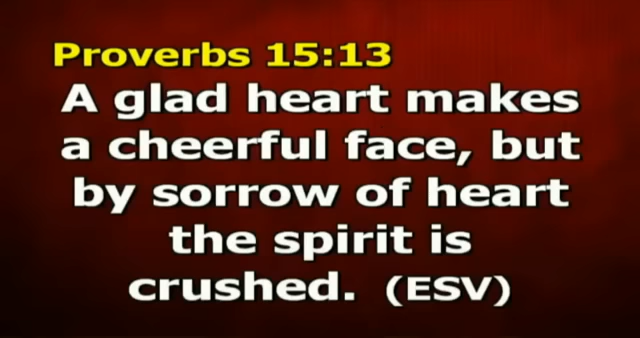 Proverbs 15:13
A glad heart makes
a cheerful face, but
by sorrow of heart
the spirit is
crushed. (ESV)